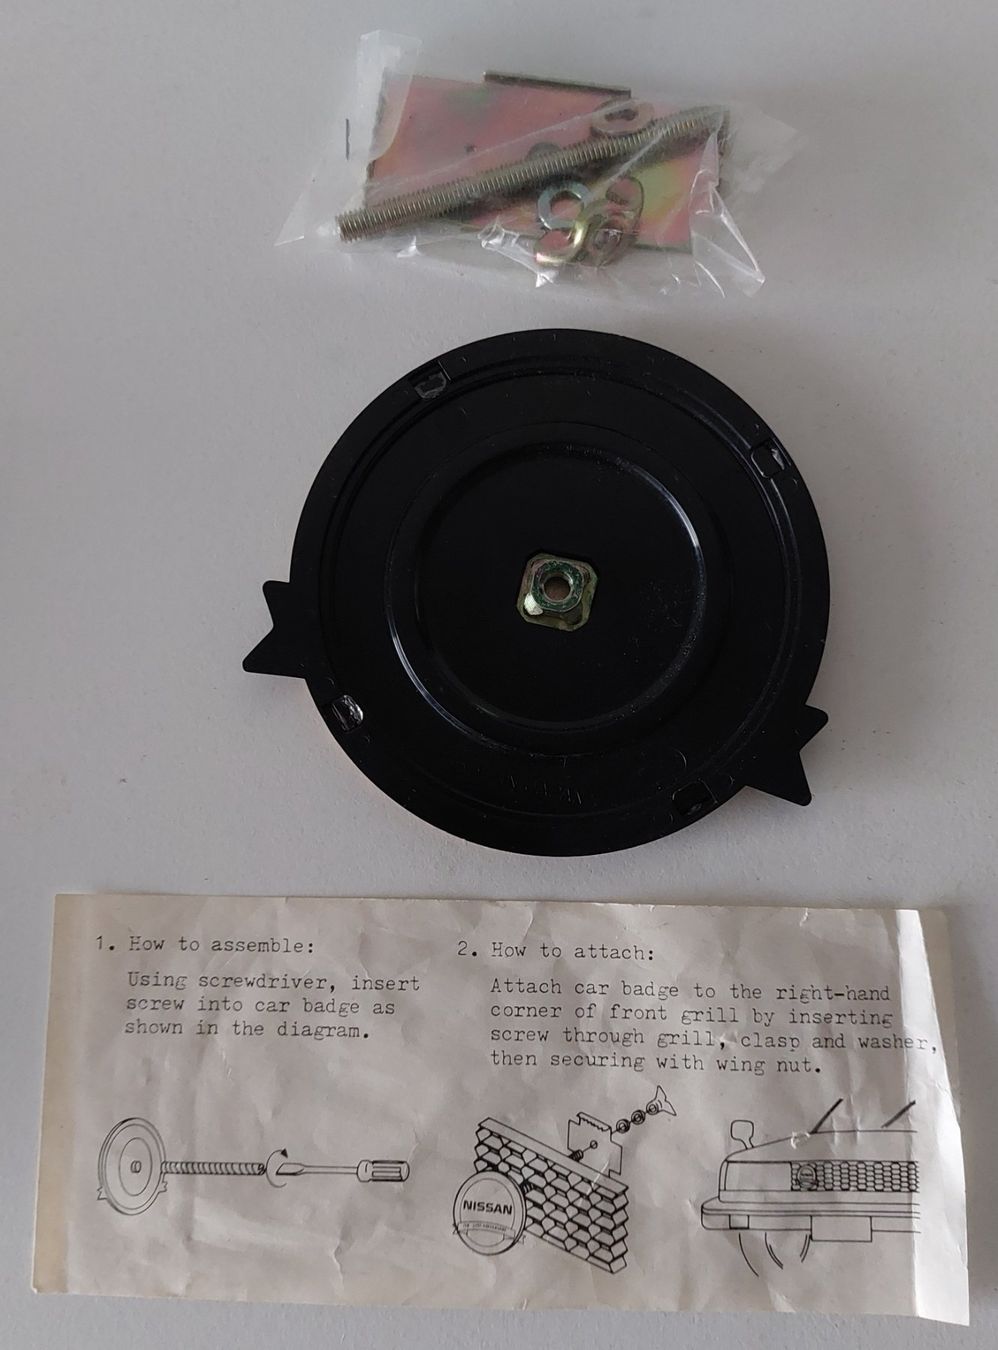 1. How to assemble:
Using screwdriver, insert
screw into car badge as
shown in the diagram.
2. How to attach:
Attach car badge to the right-hand
corner of front grill by inserting
screw through grill, clasp and washer,
then securing with wing nut.
NISSAN